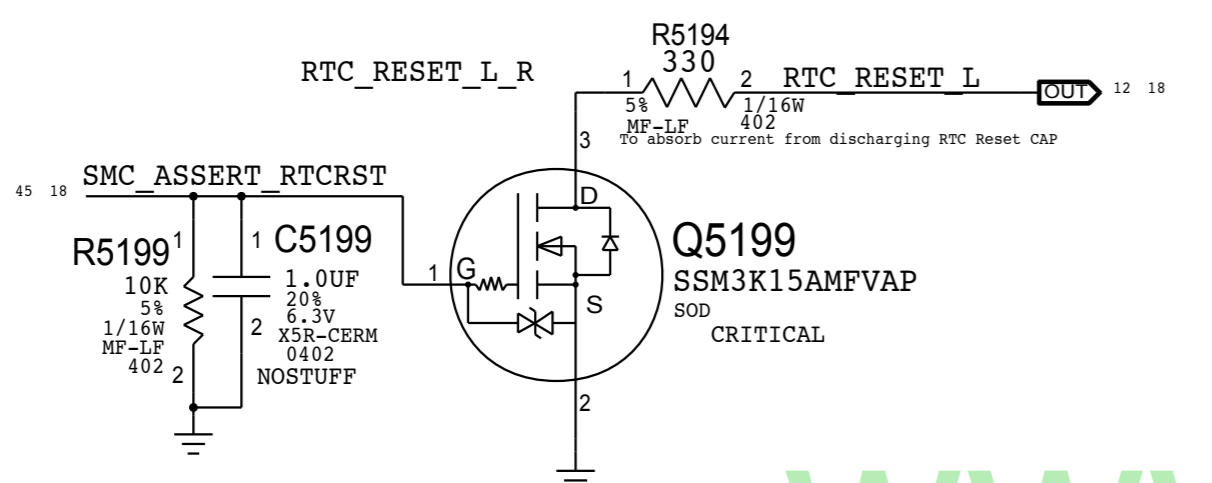 R5194
330
RTC_RESET_L_R
1
2
RTC_RESET_L
OUT
12 18
5%
MF-LF
1/16W
402
To absorb current from discharging RTC Reset CAP
3
45 18
SMC_ASSERT_RTCRST
D
R5199
1
1
C5199
Q5199
10K
5%
1/16W
MF-LF
402
2
1.0UF
20%
6.3V
X5R-CERM
0402
2
NOSTUFF
1
G
S
SSM3K15AMFVAP
SOD
CRITICAL
2